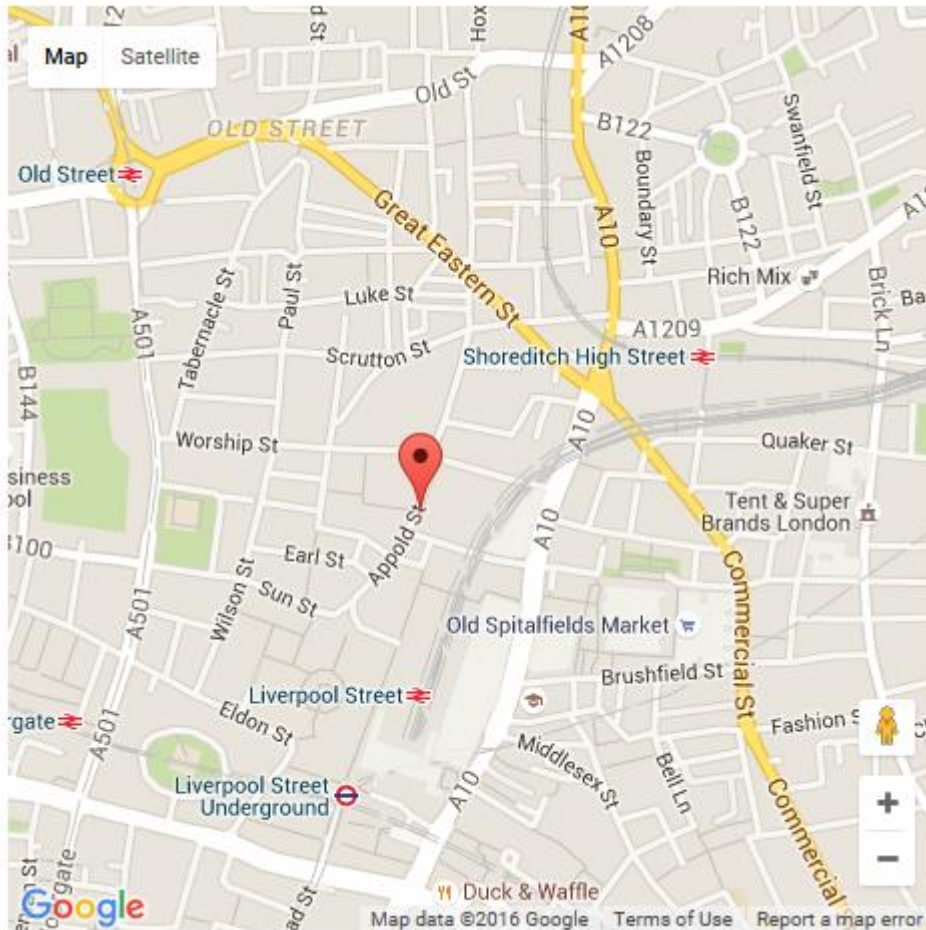 Map
Satellite
A10
A1208
Old St
OLD STREET
B122
Swanfield St
Old Street
Boundary St
A10
B122
Great Eastern St
Rich Mix
Brick Ln
Tabernacle St
Paul St
Luke St
A501
A1209
Scrutton St
Shoreditch High Street
B144
A10
Worship St
Quaker St
Tent & Super
Brands London
Appold St
A10
B100
Earl St
Sun St
Wilson St
A501
Commercial St
Old Spitalfields Market
Brushfield St
Liverpool Street
Eldon St
A501
Fashion S
Middlesex St
Bell Ln
Liverpool Street
Underground
A10
Commercial
Duck & Waffle
Google
Map data ©2016 Google
Terms of Use
Report a map error